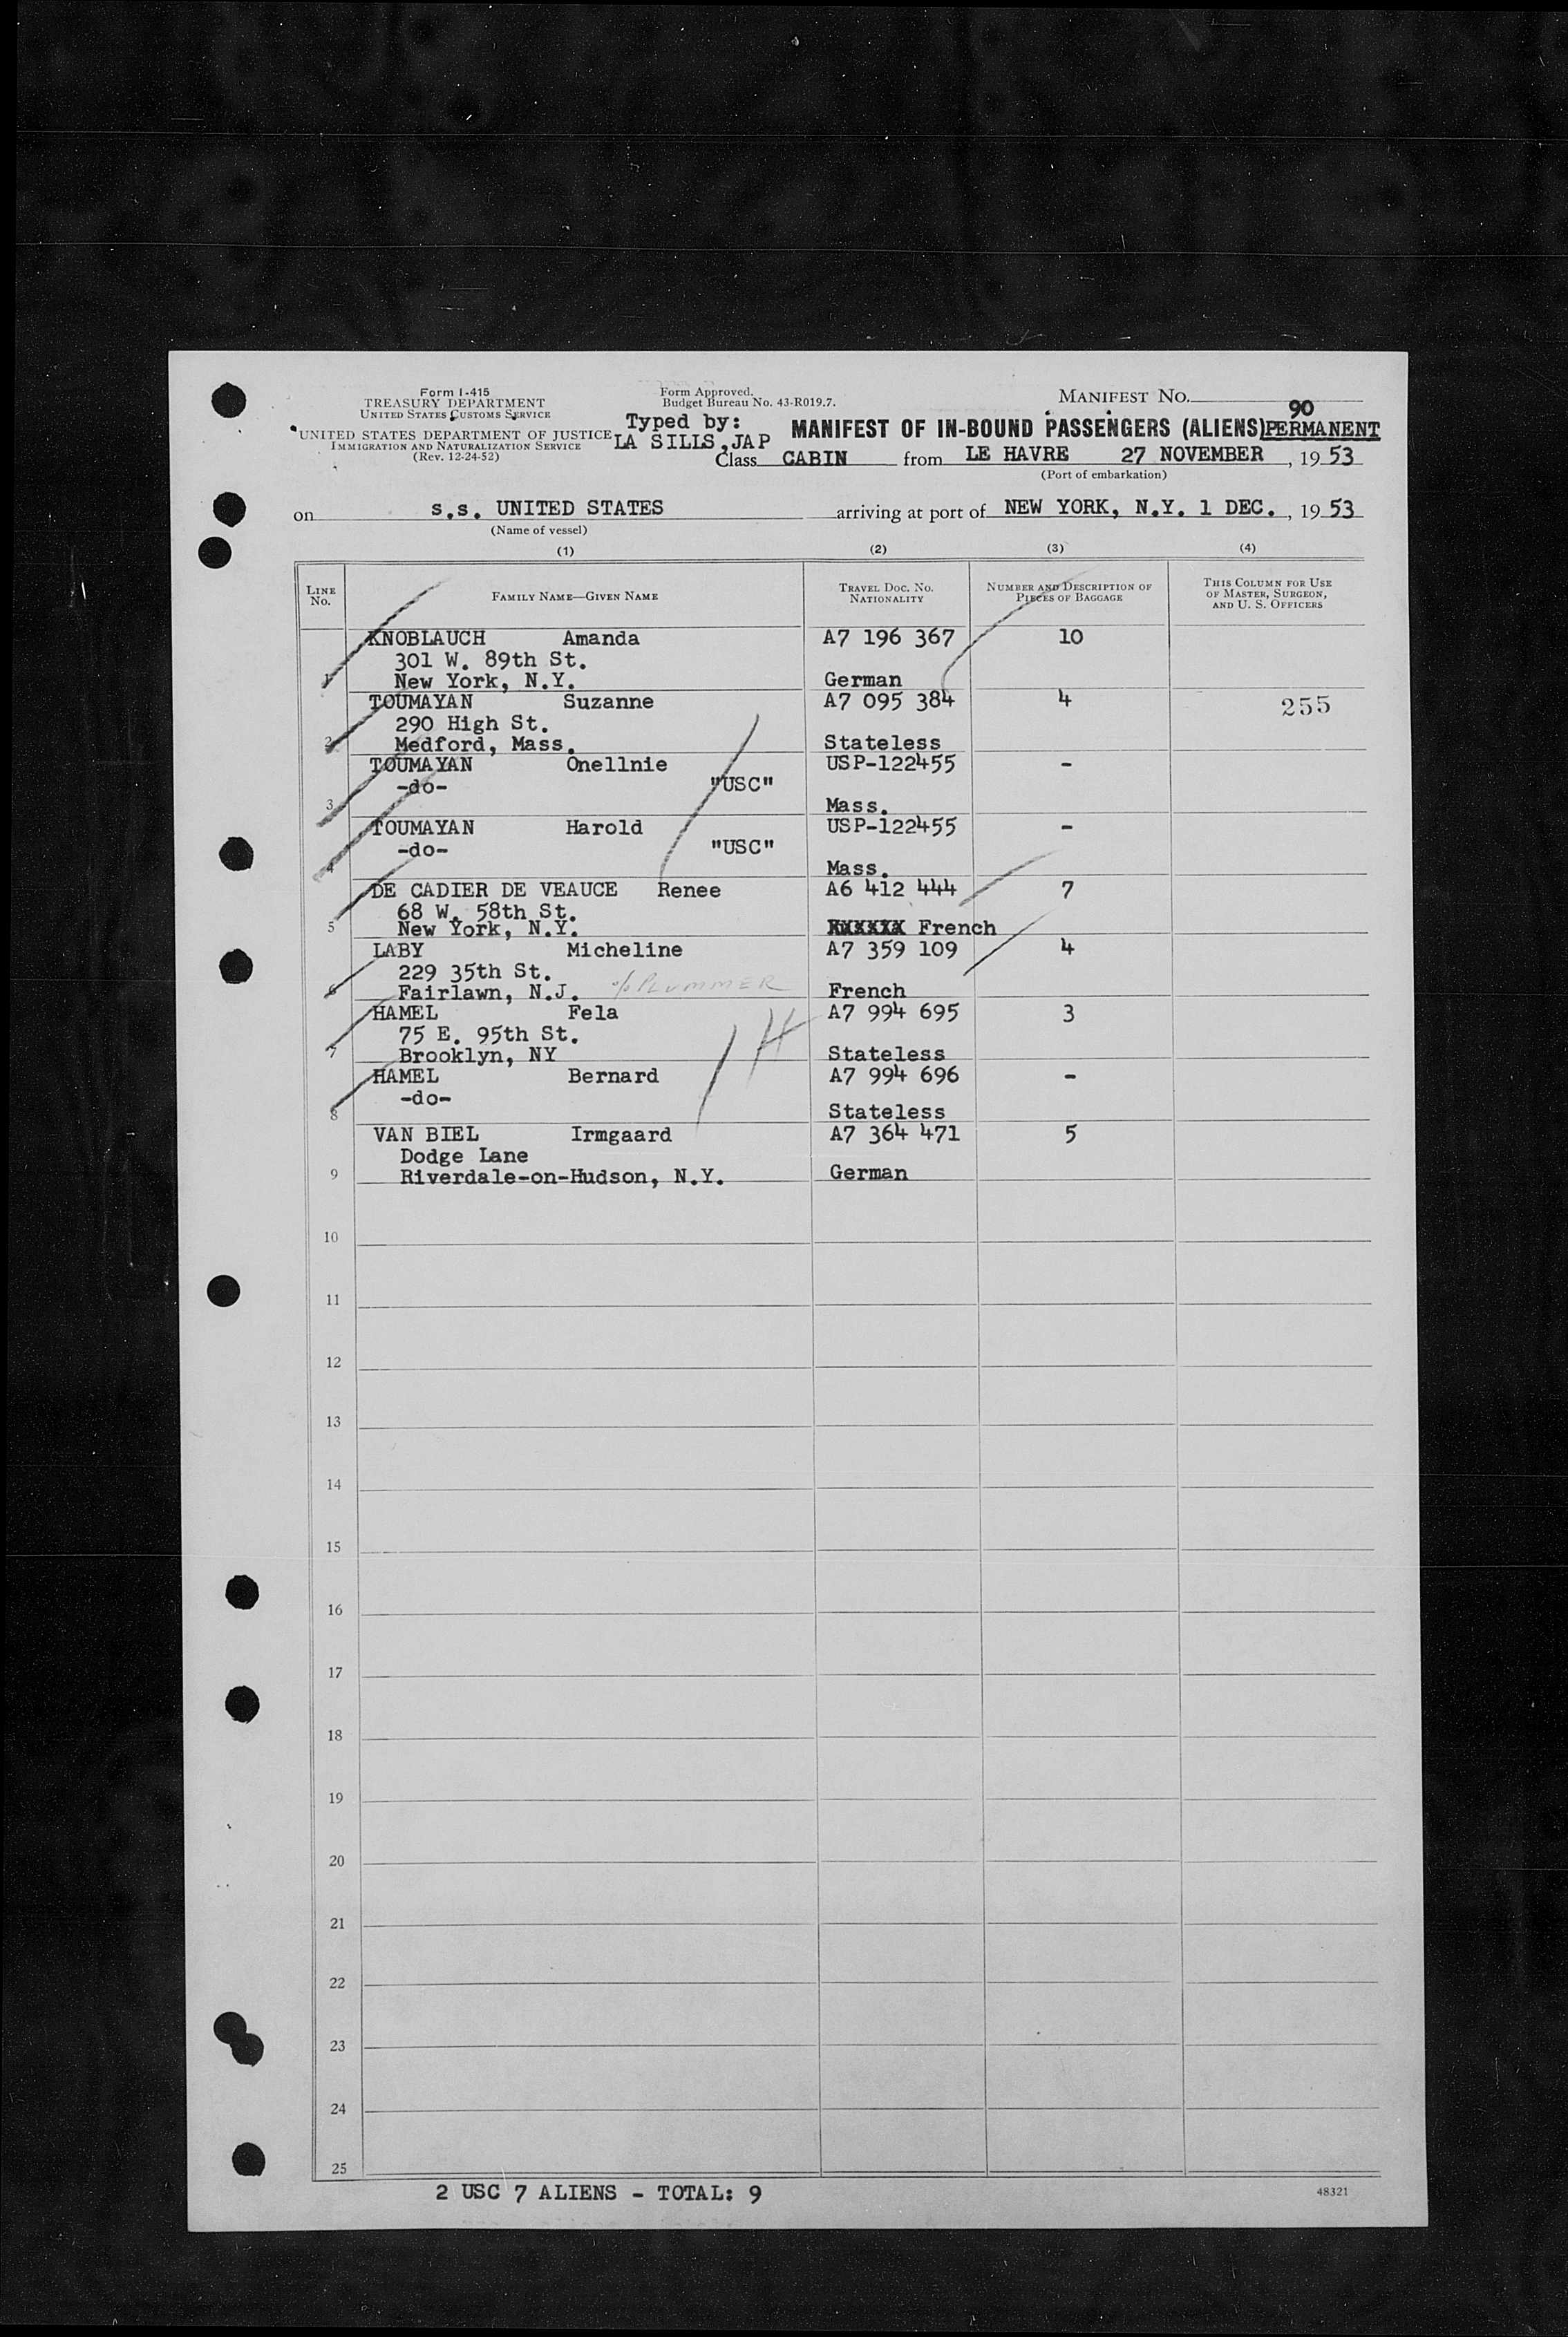 Form I-415
TREASURY DEPARTMENT
UNITED STATES CUSTOMS SERVICE
UNITED STATES DEPARTMENT OF JUSTICE
IMMIGRATION AND NATURALIZATION SERVICE
(Rev. 12-24-52)
Form Approved.
Budget Bureau No. 43-R019.7.
Typed by:
LA SILLS, JAP
MANIFEST NO. 90
MANIFEST OF IN-BOUND PASSENGERS (ALIENS) PERMANENT
Class CABIN from LE HAVRE 27 NOVEMBER, 1953
(Port of embarkation)
on s.s. UNITED STATES arriving at port of NEW YORK, N.Y. 1 DEC., 1953
(Name of vessel)
(1) (2) (3) (4)
LINE No. FAMILY NAME—GIVEN NAME TRAVEL DOC. NO. NATIONALITY NUMBER AND DESCRIPTION OF PIECES OF BAGGAGE THIS COLUMN FOR USE OF MASTER, SURGEON, AND U. S. OFFICERS
KNOBLAUCH Amanda A7 196 367 10
301 W. 89th St.
1 New York, N.Y. German
TOUMAYAN Suzanne A7 095 384 4 255
290 High St.
2 Medford, Mass. Stateless
TOUMAYAN Onellnie USP-122455 -
-do- "USC"
3 Mass.
TOUMAYAN Harold USP-122455 -
-do- "USC"
4 Mass.
DE CADIER DE VEAUCE Renee A6 412 444 7
68 W. 58th St.
5 New York, N.Y. XXXXXX French
LABY Micheline A7 359 109 4
229 35th St.
6 Fairlawn, N.J. % PLUMMER French
HAMEL Fela A7 994 695 3
75 E. 95th St.
7 Brooklyn, NY Stateless
HAMEL Bernard A7 994 696 -
-do-
8 Stateless
VAN BIEL Irmgaard A7 364 471 5
Dodge Lane
9 Riverdale-on-Hudson, N.Y. German
10
11
12
13
14
15
16
17
18
19
20
21
22
23
24
25
2 USC 7 ALIENS - TOTAL: 9
48321